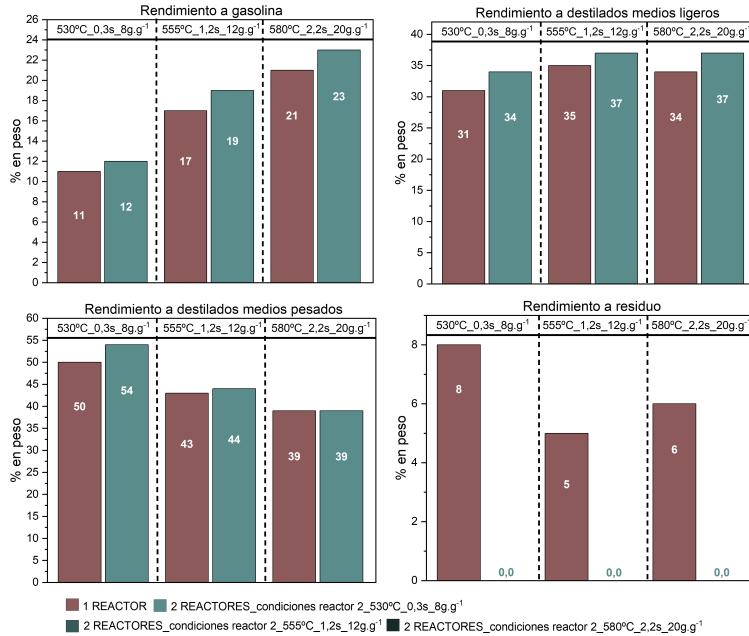 Rendimiento a gasolina
530ºC_0,3s_8g.g⁻¹ 555ºC_1,2s_12g.g⁻¹ 580ºC_2,2s_20g.g⁻¹
% en peso
26
24
22
20
18
16
14
12
10
8
6
4
2
0
11 12 17 19 21 23
Rendimiento a destilados medios ligeros
530ºC_0,3s_8g.g⁻¹ 555ºC_1,2s_12g.g⁻¹ 580ºC_2,2s_20g.g⁻¹
% en peso
40
35
30
25
20
15
10
5
0
31 34 35 37 34 37
Rendimiento a destilados medios pesados
530ºC_0,3s_8g.g⁻¹ 555ºC_1,2s_12g.g⁻¹ 580ºC_2,2s_20g.g⁻¹
% en peso
60
55
50
45
40
35
30
25
20
15
10
5
0
50 54 43 44 39 39
Rendimiento a residuo
530ºC_0,3s_8g.g⁻¹ 555ºC_1,2s_12g.g⁻¹ 580ºC_2,2s_20g.g⁻¹
% en peso
8
6
4
2
0
8 0,0 5 0,0 6 0,0
1 REACTOR 2 REACTORES_condiciones reactor 2_530ºC_0,3s_8g.g⁻¹
2 REACTORES_condiciones reactor 2_555ºC_1,2s_12g.g⁻¹ 2 REACTORES_condiciones reactor 2_580ºC_2,2s_20g.g⁻¹